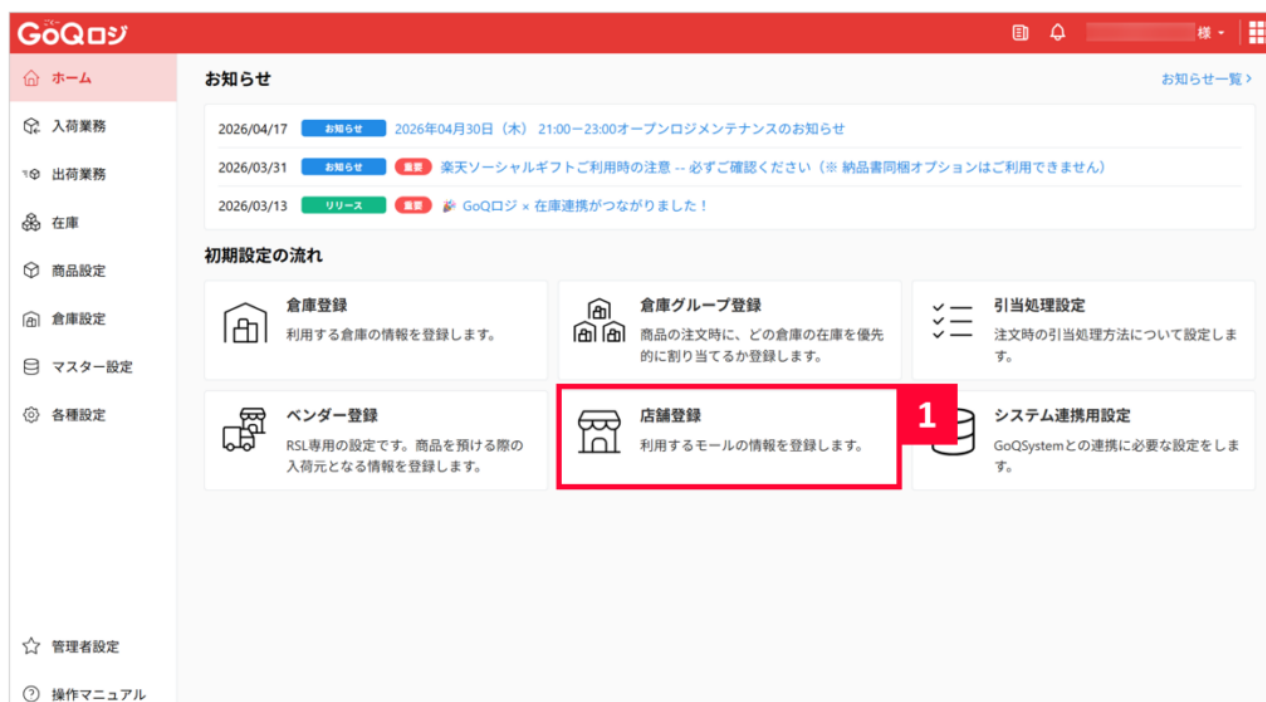 ごくー
GoQロジ
様
ホーム
入荷業務
出荷業務
在庫
商品設定
倉庫設定
マスター設定
各種設定
管理者設定
操作マニュアル
お知らせ
お知らせ一覧
2026/04/17 お知らせ 2026年04月30日（木） 21:00－23:00オープンロジメンテナンスのお知らせ
2026/03/31 お知らせ 重要 楽天ソーシャルギフトご利用時の注意 -- 必ずご確認ください（※ 納品書同梱オプションはご利用できません）
2026/03/13 リリース 重要 🎉 GoQロジ × 在庫連携がつながりました！
初期設定の流れ
倉庫登録
利用する倉庫の情報を登録します。
倉庫グループ登録
商品の注文時に、どの倉庫の在庫を優先
的に割り当てるか登録します。
引当処理設定
注文時の引当処理方法について設定しま
す。
ベンダー登録
RSL専用の設定です。商品を預ける際の
入荷元となる情報を登録します。
店舗登録
利用するモールの情報を登録します。
1
システム連携用設定
GoQSystemとの連携に必要な設定をしま
す。